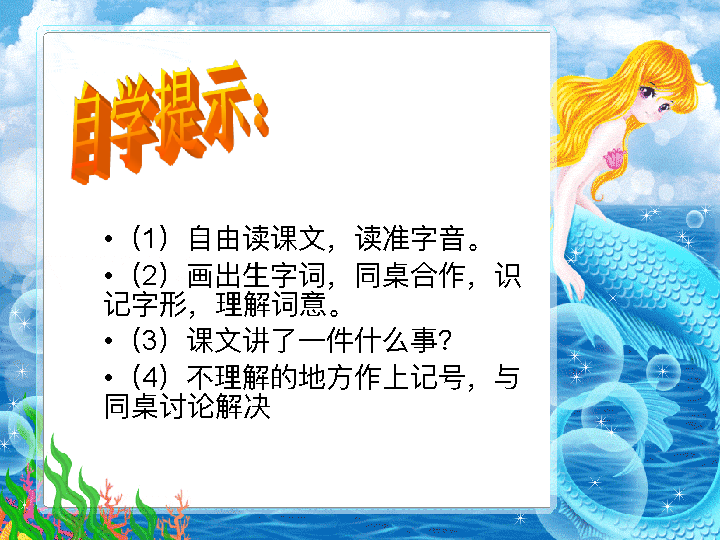 自学提示：
•（1）自由读课文，读准字音。
•（2）画出生字词，同桌合作，识
记字形，理解词意。
•（3）课文讲了一件什么事？
•（4）不理解的地方作上记号，与
同桌讨论解决